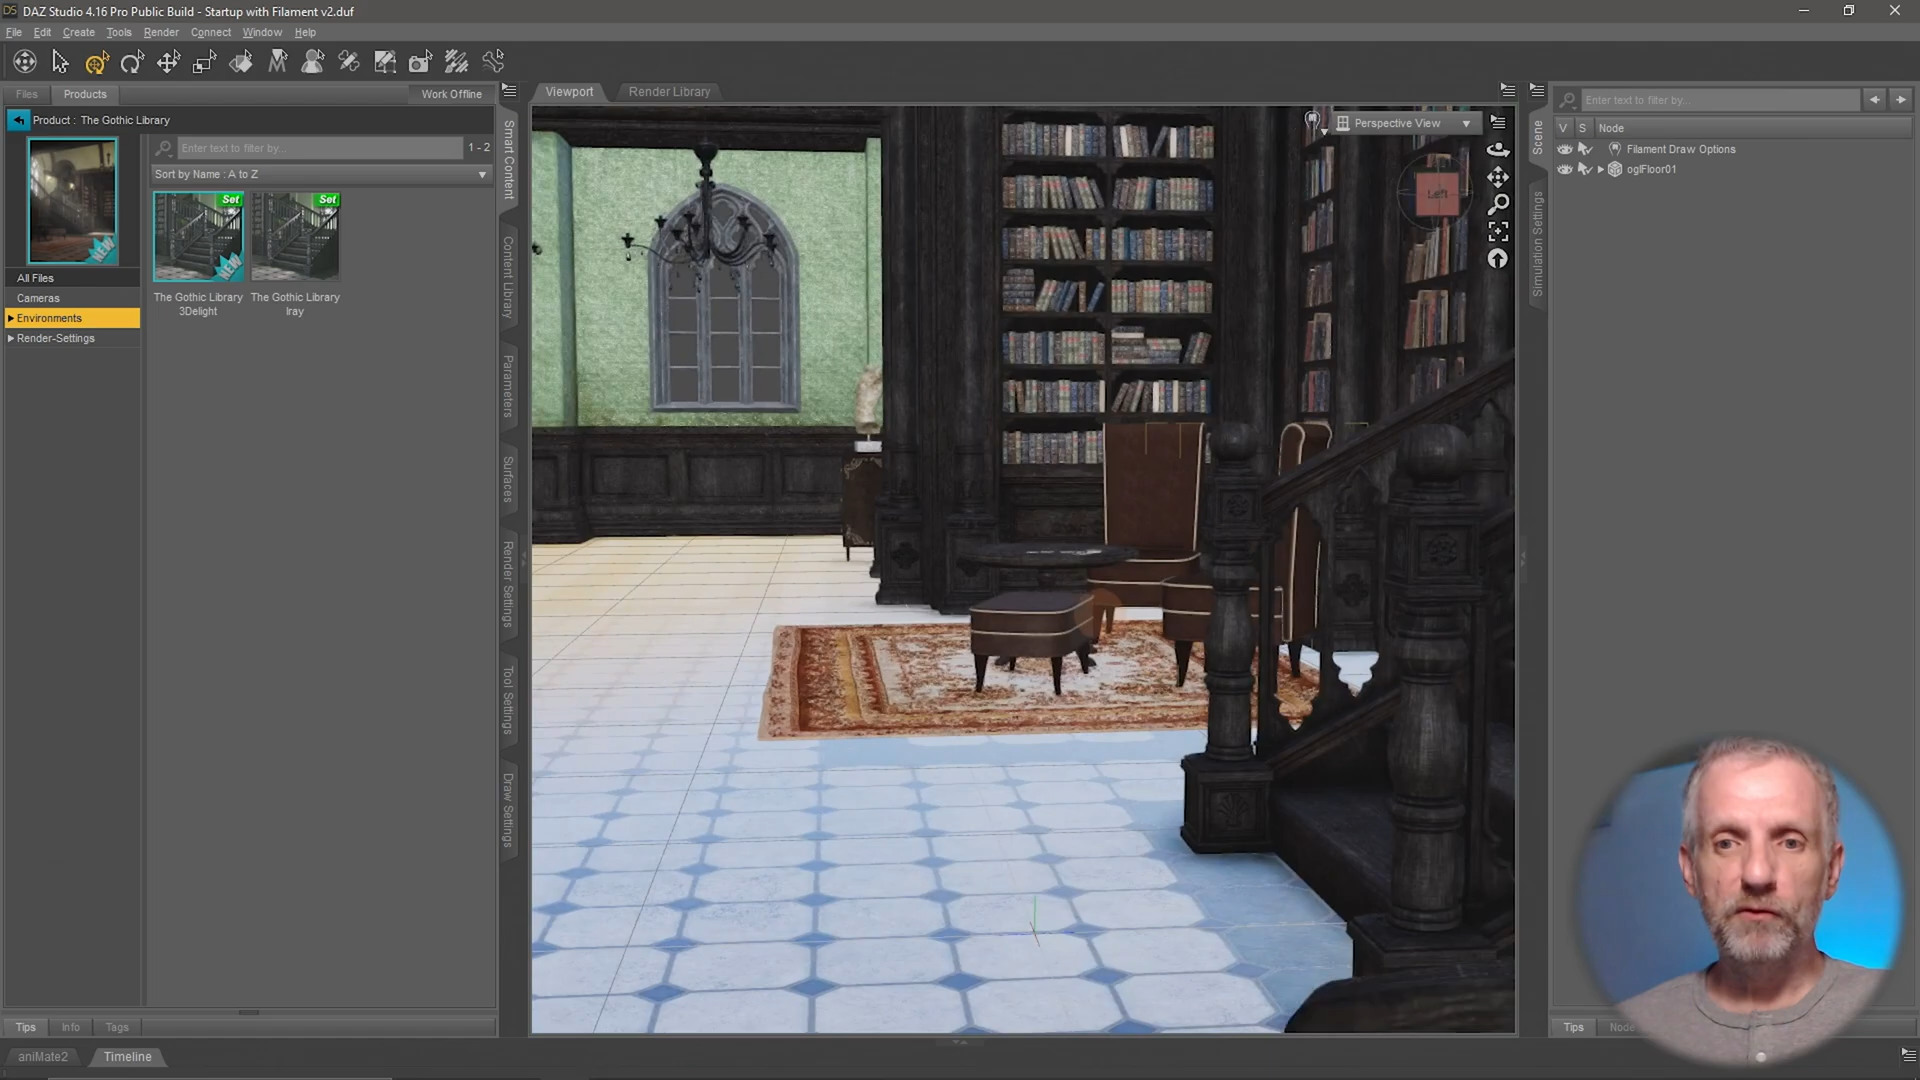 DAZ Studio 4.16 Pro Public Build - Startup with Filament v2.duf
File Edit Create Tools Render Connect Window Help
Files Products Work Offline
Viewport Render Library
Product : The Gothic Library
Enter text to filter by...
1 - 2
Sort by Name : A to Z
Set
Set
NEW
NEW
The Gothic Library
3Delight
The Gothic Library
Iray
All Files
Cameras
Environments
Render-Settings
Smart Content
Content Library
Parameters
Surfaces
Render Settings
Tool Settings
Draw Settings
Perspective View
Left
Scene
Simulation Settings
Enter text to filter by...
V S Node
Filament Draw Options
oglFloor01
Tips Info Tags
Tips Node
aniMate2 Timeline